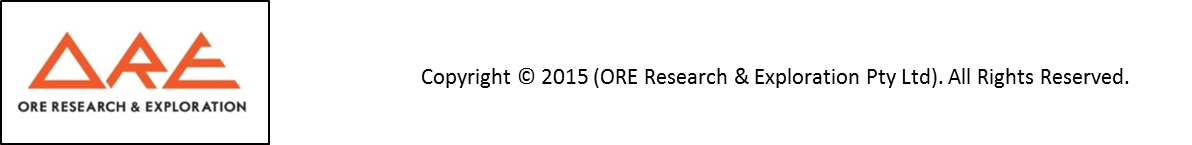 ORE
ORE RESEARCH & EXPLORATION
Copyright © 2015 (ORE Research & Exploration Pty Ltd). All Rights Reserved.